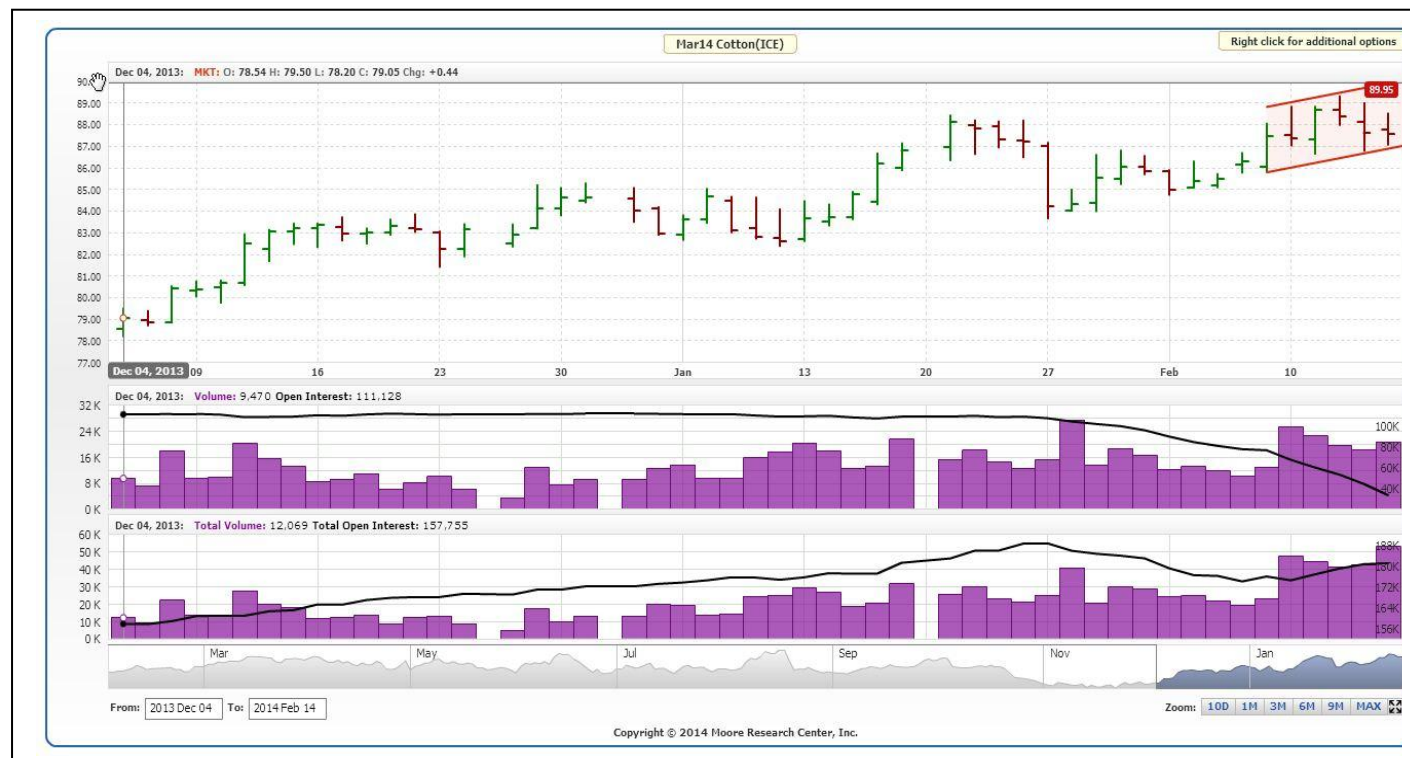 Mar14 Cotton(ICE)
Right click for additional options
Dec 04, 2013: MKT: O: 78.54 H: 79.50 L: 78.20 C: 79.05 Chg: +0.44
89.95
89.00
88.00
87.00
86.00
85.00
84.00
83.00
82.00
81.00
80.00
79.00
78.00
77.00
Dec 04, 2013 09 16 23 30 Jan 13 20 27 Feb 10
Dec 04, 2013: Volume: 9,470 Open Interest: 111,128
32 K
24 K 100K
80K
16 K
60K
8 K
40K
0 K
Dec 04, 2013: Total Volume: 12,069 Total Open Interest: 157,755
60 K
50 K 188K
40 K 180K
30 K 172K
20 K 164K
10 K 156K
0 K
Mar May Jul Sep Nov Jan
From: 2013 Dec 04 To: 2014 Feb 14 Zoom: 10D 1M 3M 6M 9M MAX
Copyright © 2014 Moore Research Center, Inc.